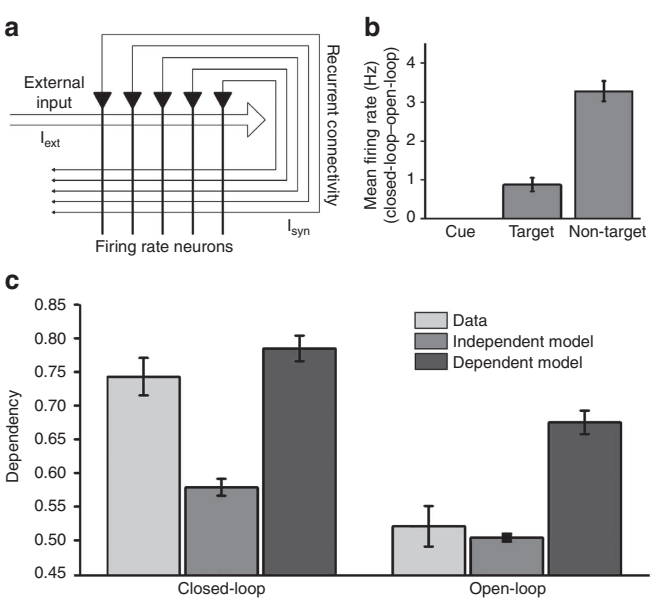 a
External
input
I_ext
Recurrent connectivity
I_syn
Firing rate neurons
b
Mean firing rate (Hz)
(closed-loop–open-loop)
4
3
2
1
0
Cue Target Non-target
c
Dependency
0.85
0.80
0.75
0.70
0.65
0.60
0.55
0.50
0.45
Data
Independent model
Dependent model
Closed-loop Open-loop